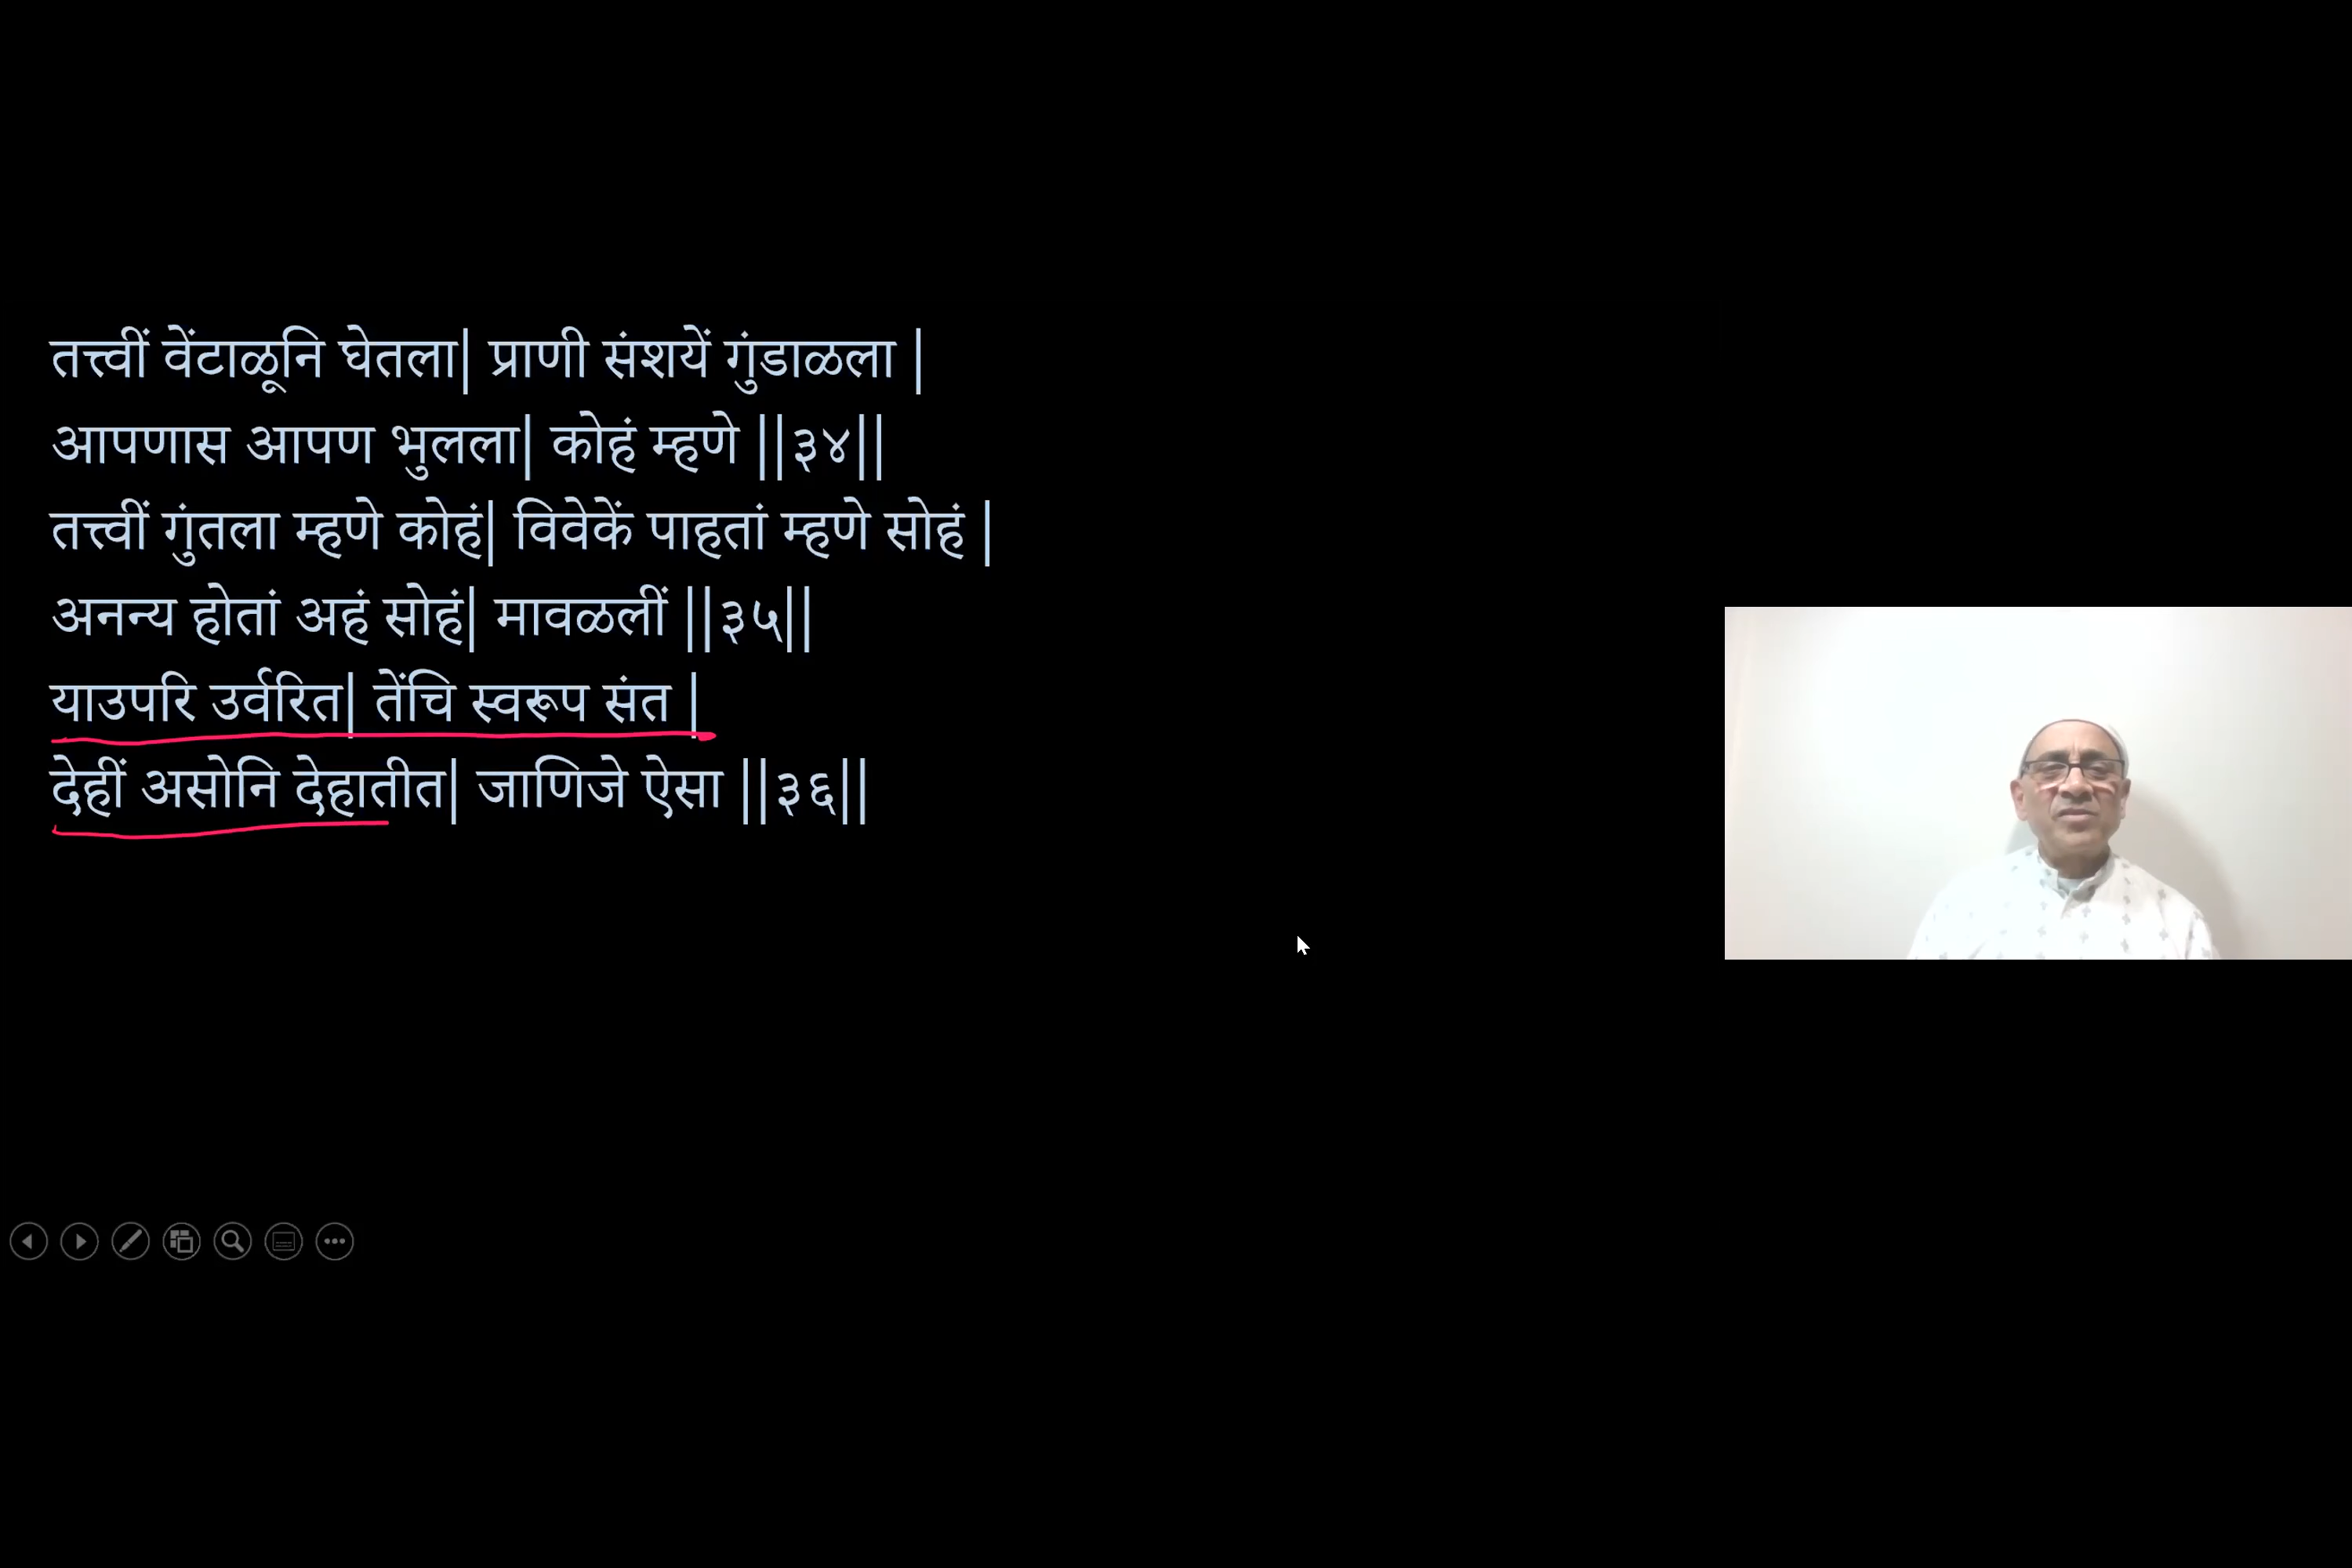 तत्त्वीं वेंटाळूनि घेतला| प्राणी संशयें गुंडाळला |
आपणास आपण भुलला| कोहं म्हणे ||३४||
तत्त्वीं गुंतला म्हणे कोहं| विवेकें पाहतां म्हणे सोहं |
अनन्य होतां अहं सोहं| मावळलीं ||३५||
याउपरि उर्वरित| तेंचि स्वरूप संत |
देहीं असोनि देहातीत| जाणिजे ऐसा ||३६||